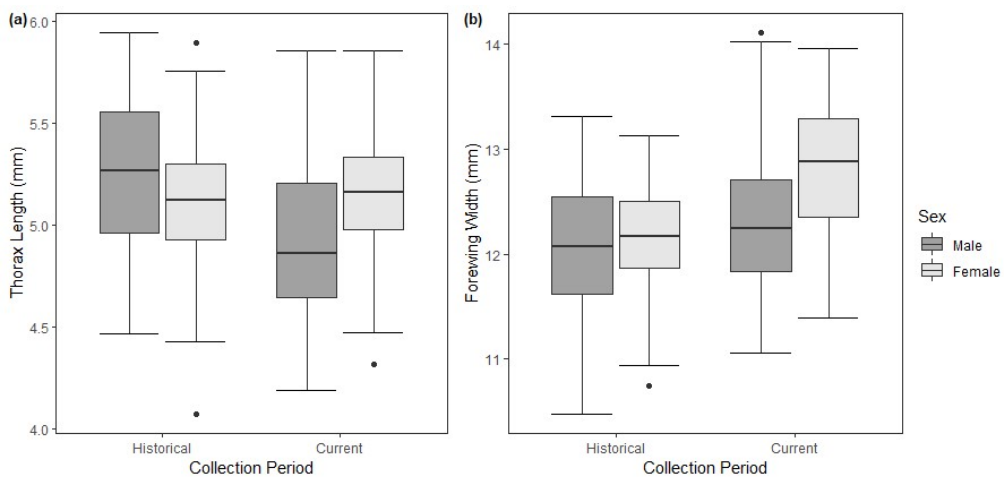 (a)
Thorax Length (mm)
6.0
5.5
5.0
4.5
4.0
Historical
Current
Collection Period
(b)
Forewing Width (mm)
14
13
12
11
Historical
Current
Collection Period
Sex
Male
Female